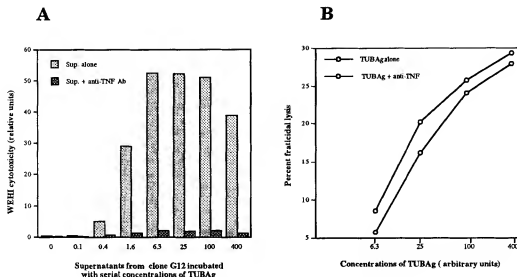 A
WEHI cytotoxicity (relative units)
60
50
40
30
20
10
0
Sup. alone
Sup. + anti-TNF Ab
0 0.1 0.4 1.6 6.3 25 100 400
Supernatants from clone G12 incubated
with serial concentrations of TUBAg
B
Percent fratricidal lysis
30
25
20
15
10
5
TUBAgalone
TUBAg + anti-TNF
6.3 25 100 400
Concentrations of TUBAg ( arbitrary units)